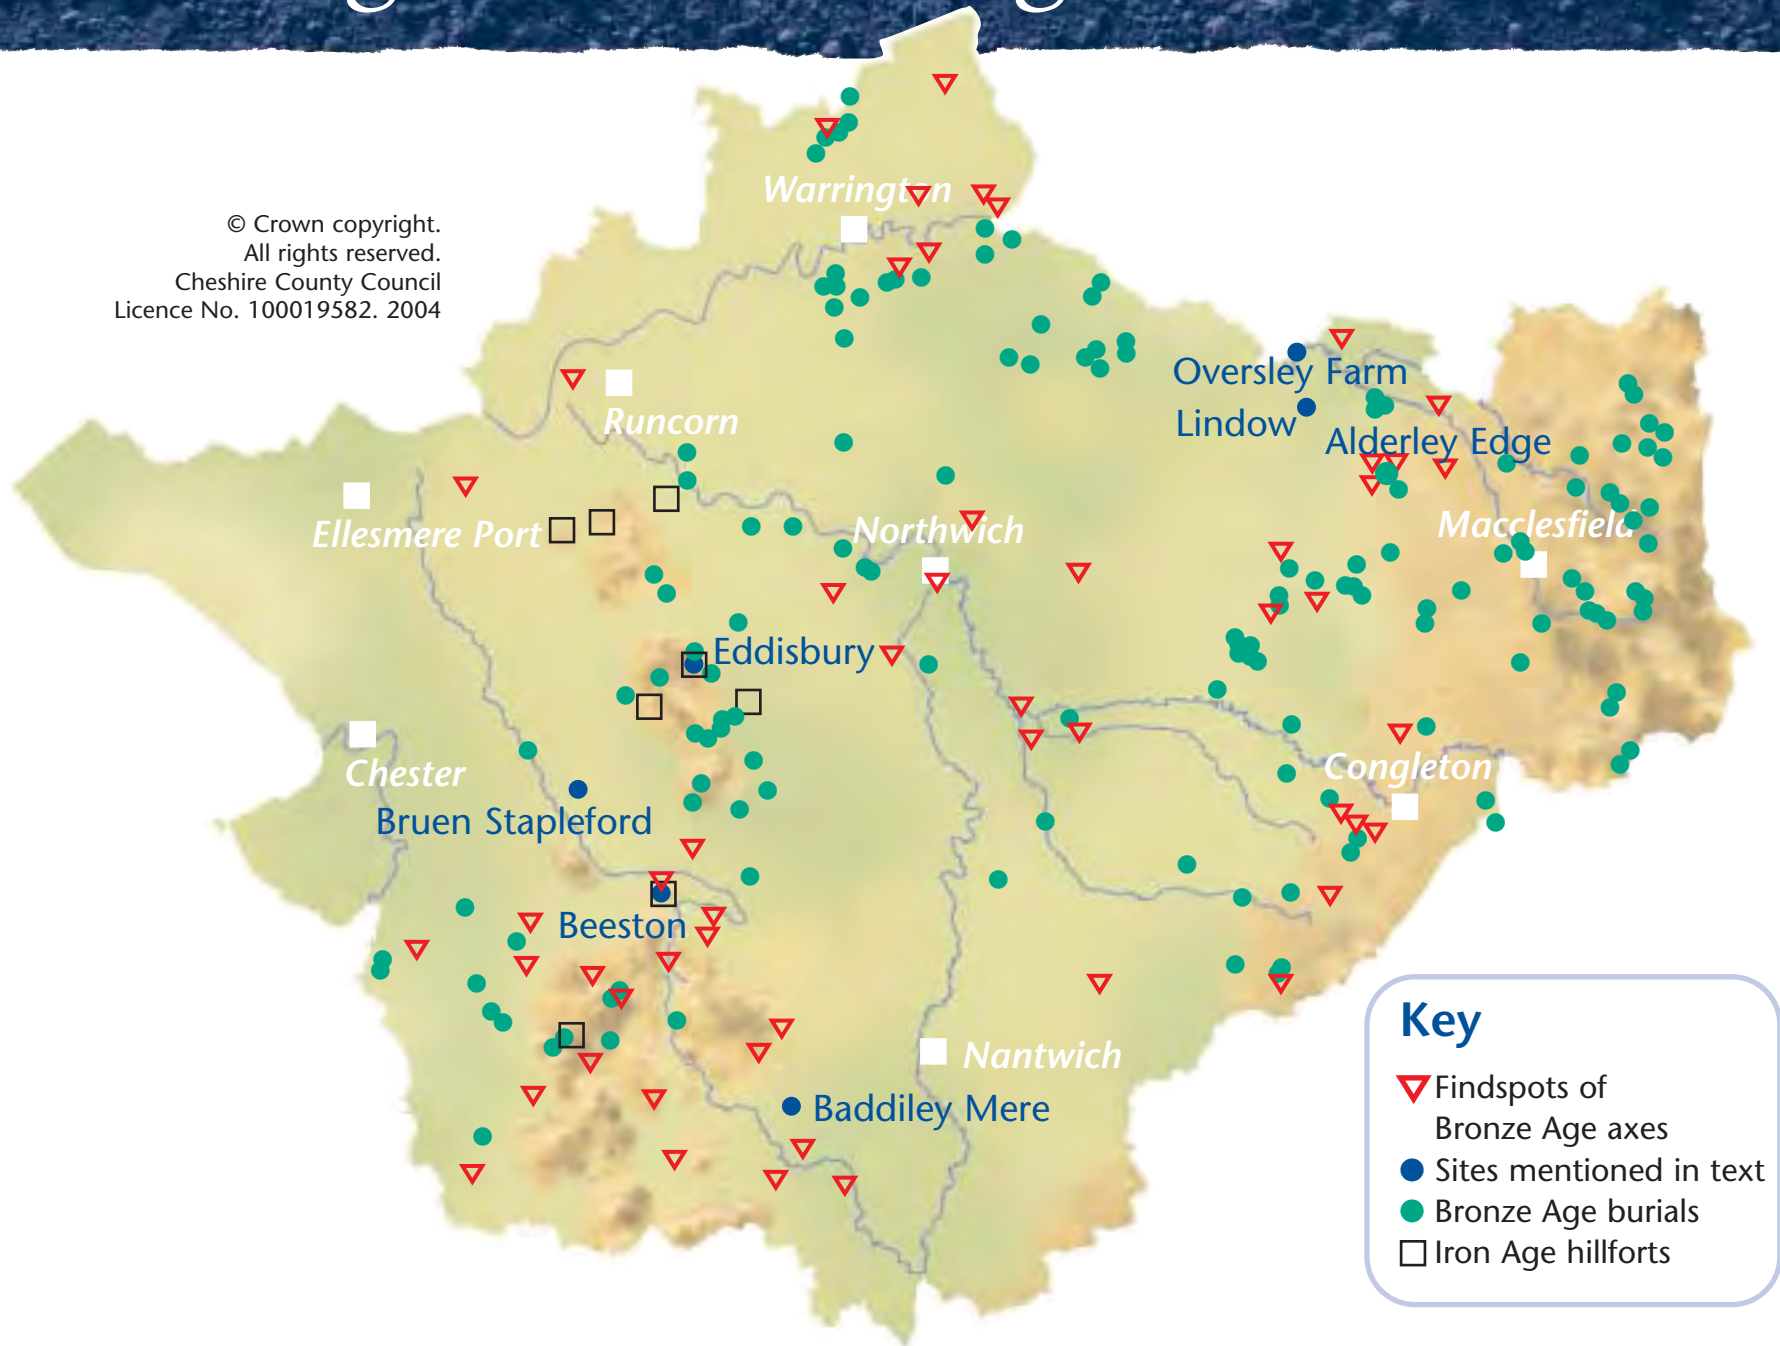 © Crown copyright.
All rights reserved.
Cheshire County Council
Licence No. 100019582. 2004
Warrington
Runcorn
Oversley Farm
Lindow
Alderley Edge
Ellesmere Port
Northwich
Macclesfield
Eddisbury
Chester
Congleton
Bruen Stapleford
Beeston
Nantwich
Baddiley Mere
Key
Findspots of
Bronze Age axes
Sites mentioned in text
Bronze Age burials
Iron Age hillforts